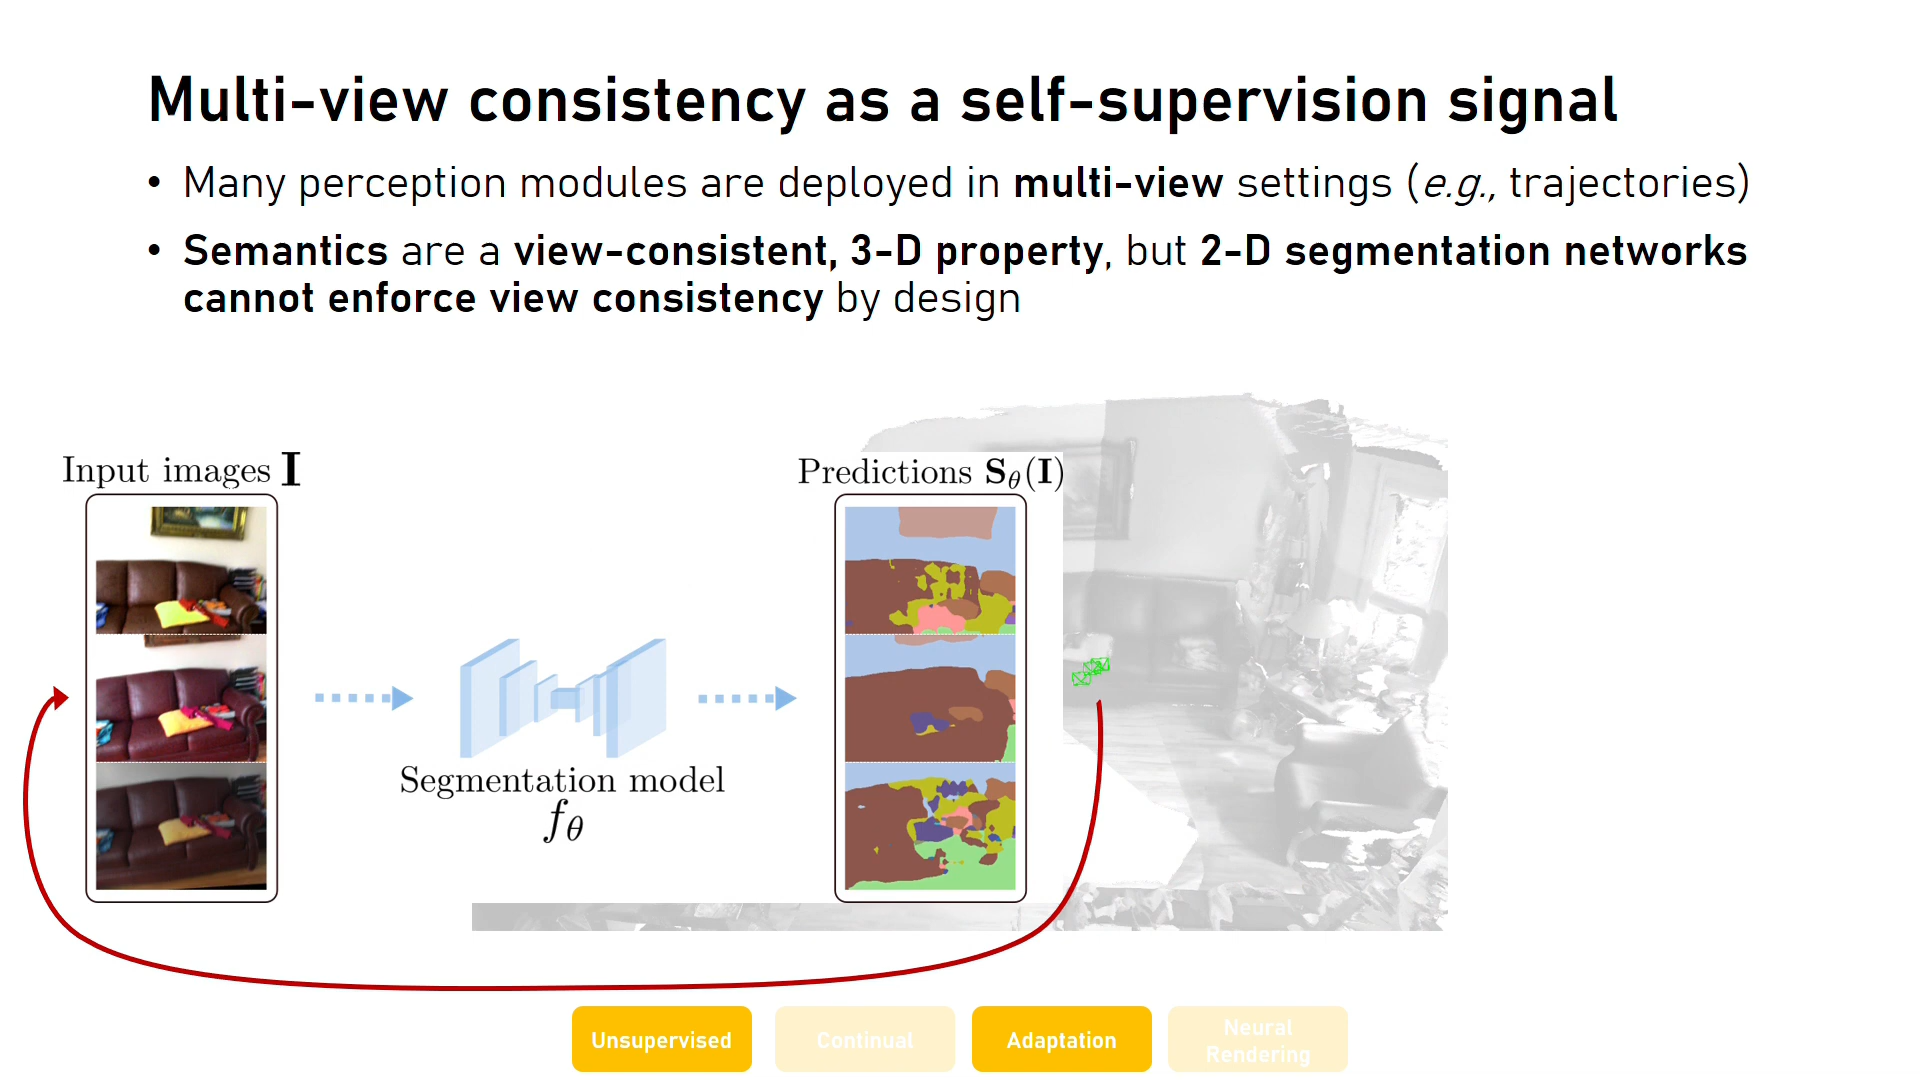 Multi-view consistency as a self-supervision signal
• Many perception modules are deployed in multi-view settings (e.g., trajectories)
• Semantics are a view-consistent, 3-D property, but 2-D segmentation networks
cannot enforce view consistency by design
Input images I
Predictions S_θ(I)
Segmentation model
f_θ
Unsupervised
Continual
Adaptation
Neural
Rendering